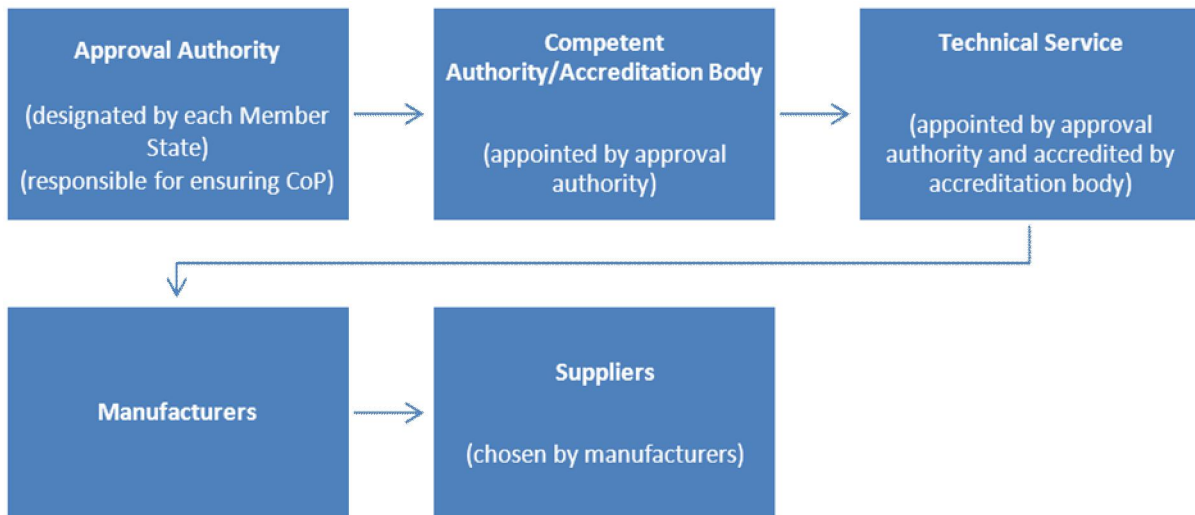 Approval Authority
(designated by each Member
State)
(responsible for ensuring CoP)
Competent
Authority/Accreditation Body
(appointed by approval
authority)
Technical Service
(appointed by approval
authority and accredited by
accreditation body)
Manufacturers
Suppliers
(chosen by manufacturers)